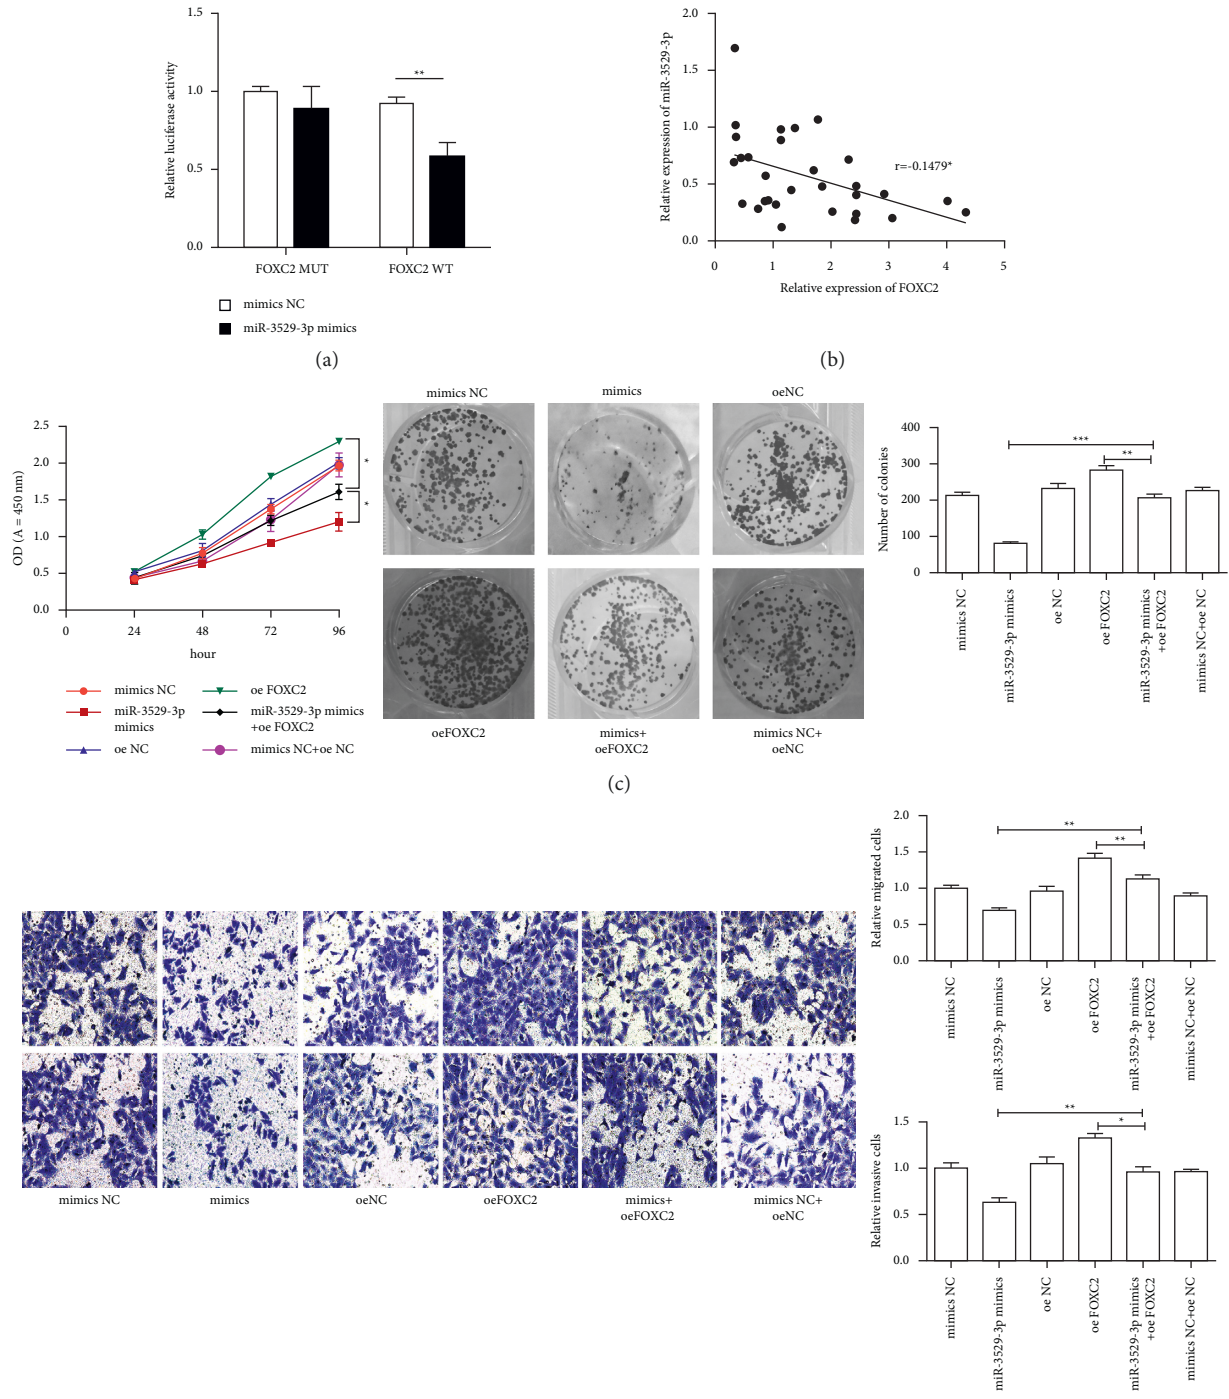 1.5
1.0
0.5
0.0
Relative luciferase activity
**
FOXC2 MUT
FOXC2 WT
mimics NC
miR-3529-3p mimics
(a)
2.0
1.5
1.0
0.5
0.0
Relative expression of miR-3529-3p
r=-0.1479*
0
1
2
3
4
5
Relative expression of FOXC2
(b)
2.5
2.0
1.5
1.0
0.5
0.0
OD (A = 450 nm)
*
*
0
24
48
72
96
hour
mimics NC
miR-3529-3p
mimics
oe NC
oe FOXC2
miR-3529-3p mimics
+oe FOXC2
mimics NC+oe NC
mimics NC
mimics
oeNC
oeFOXC2
mimics+
oeFOXC2
mimics NC+
oeNC
400
300
200
100
0
Number of colonies
***
**
mimics NC
miR-3529-3p mimics
oe NC
oe FOXC2
miR-3529-3p mimics
+oe FOXC2
mimics NC+oe NC
(c)
mimics NC
mimics
oeNC
oeFOXC2
mimics+
oeFOXC2
mimics NC+
oeNC
2.0
1.5
1.0
0.5
0.0
Relative migrated cells
**
**
mimics NC
miR-3529-3p mimics
oe NC
oe FOXC2
miR-3529-3p mimics
+oe FOXC2
mimics NC+oe NC
1.5
1.0
0.5
0.0
Relative invasive cells
**
*
mimics NC
miR-3529-3p mimics
oe NC
oe FOXC2
miR-3529-3p mimics
+oe FOXC2
mimics NC+oe NC